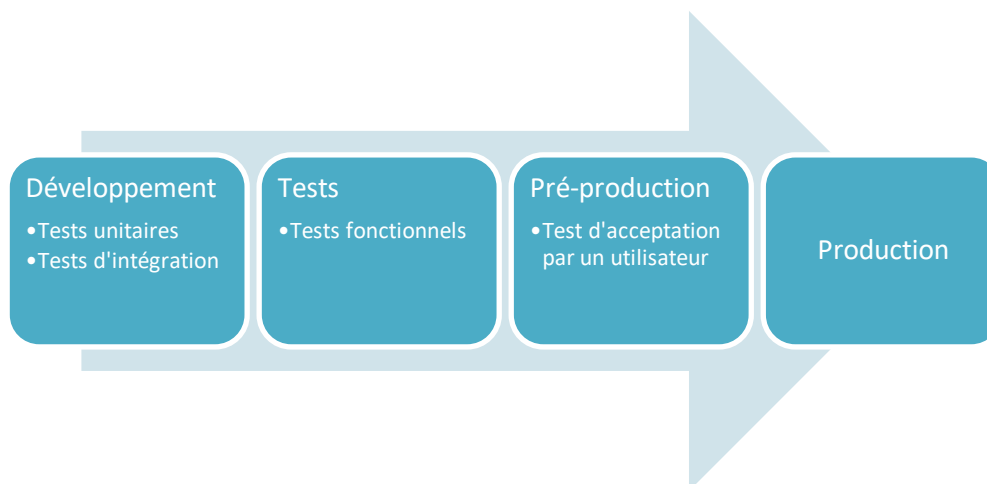 Développement
•Tests unitaires
•Tests d'intégration
Tests
•Tests fonctionnels
Pré-production
•Test d'acceptation
par un utilisateur
Production